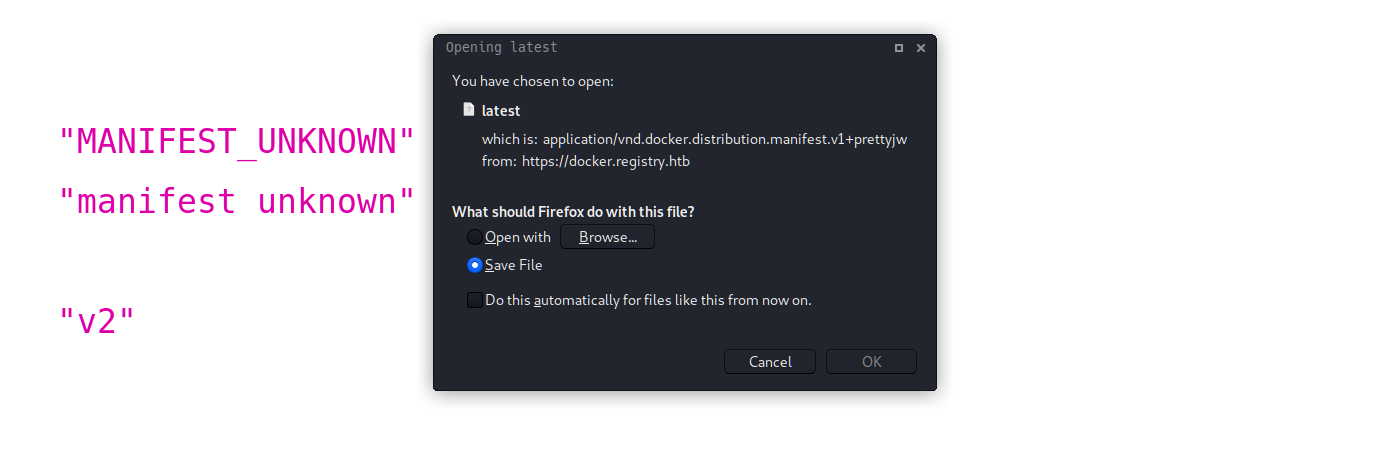 Opening latest
You have chosen to open:
latest
"MANIFEST_UNKNOWN"
which is: application/vnd.docker.distribution.manifest.v1+prettyjw
from: https://docker.registry.htb
"manifest unknown"
What should Firefox do with this file?
Open with Browse...
Save File
Do this automatically for files like this from now on.
"v2"
Cancel OK